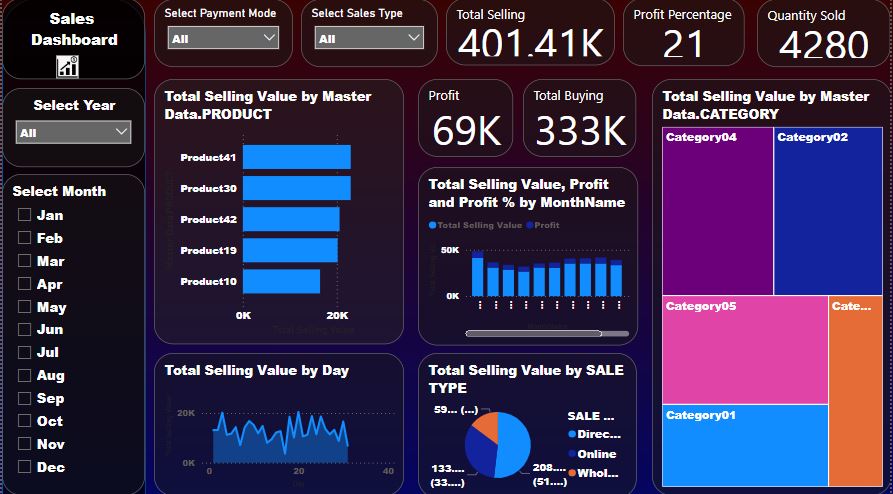 Sales
Dashboard
Select Payment Mode
All
Select Sales Type
All
Total Selling
401.41K
Profit Percentage
21
Quantity Sold
4280
Select Year
All
Select Month
Jan
Feb
Mar
Apr
May
Jun
Jul
Aug
Sep
Oct
Nov
Dec
Total Selling Value by Master
Data.PRODUCT
Product41
Product30
Product42
Product19
Product10
0K
20K
Total Selling Value
Profit
69K
Total Buying
333K
Total Selling Value, Profit
and Profit % by MonthName
Total Selling Value
Profit
50K
0K
Total Selling Value by Master
Data.CATEGORY
Category04
Category02
Category05
Cate...
Category01
Total Selling Value by Day
20K
0K
0
20
40
Day
Total Selling Value by SALE
TYPE
59.... (...)
133....
(33....)
208....
(51....)
SALE ...
Direc...
Online
Whol...